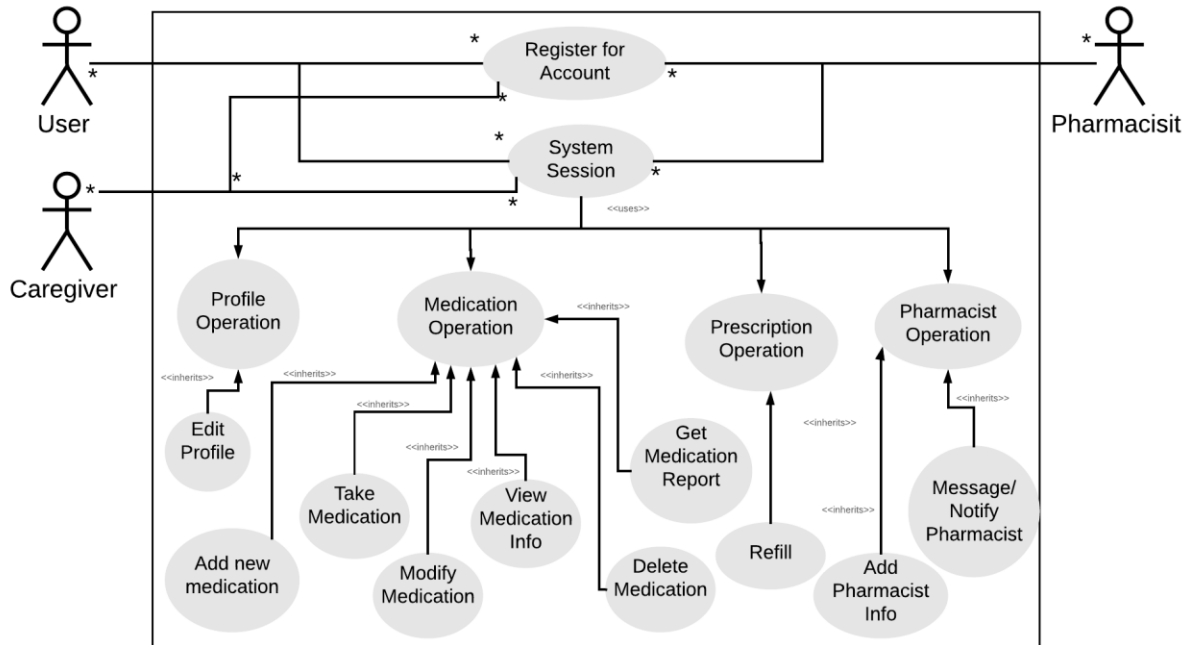 *
*
Register for
Account
*
*
*
User
Pharmacisit
*
*
System
Session
*
*
*
*
<<uses>>
Caregiver
Profile
Operation
Medication
Operation
<<inherits>>
Prescription
Operation
Pharmacist
Operation
<<inherits>>
<<inherits>>
<<inherits>>
<<inherits>>
Edit
Profile
<<inherits>>
<<inherits>>
<<inherits>>
Get
Medication
Report
<<inherits>>
Take
Medication
View
Medication
Info
Message/
Notify
Pharmacist
<<inherits>>
Add new
medication
Modify
Medication
Delete
Medication
Refill
Add
Pharmacist
Info